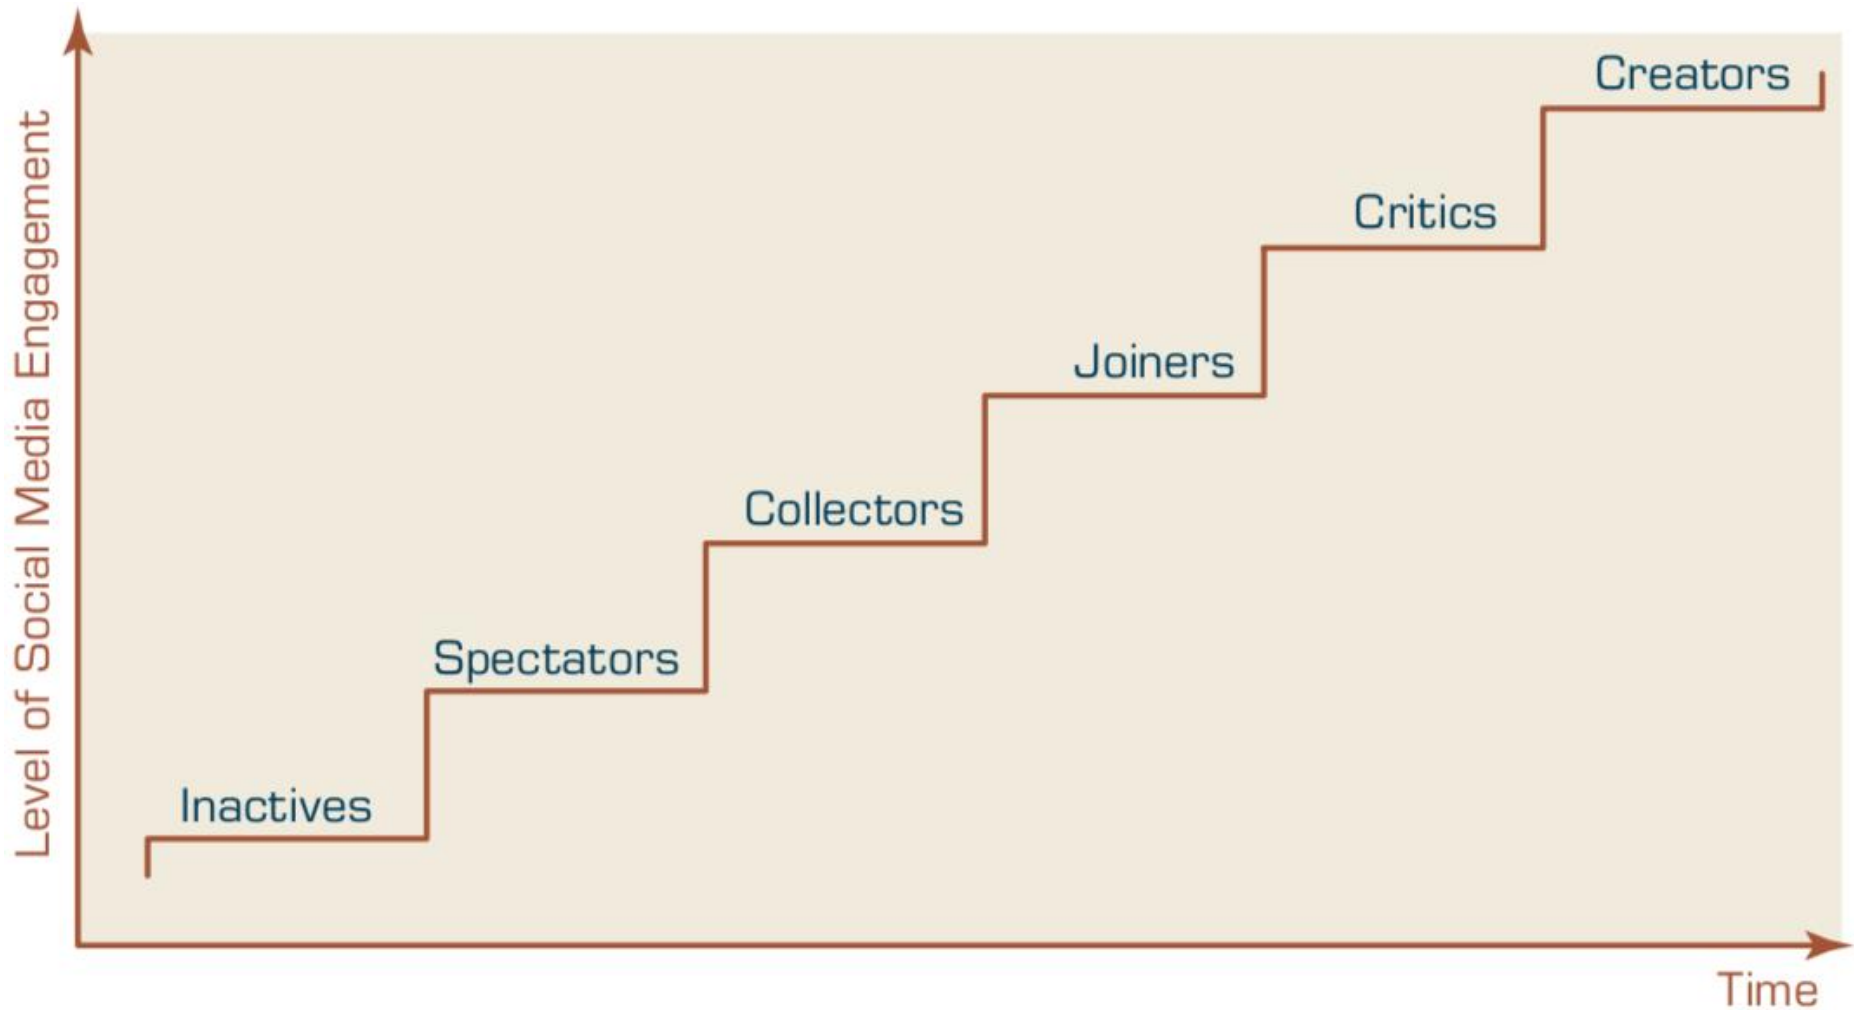 Creators
Critics
Joiners
Collectors
Spectators
Inactives
Level of Social Media Engagement
Time